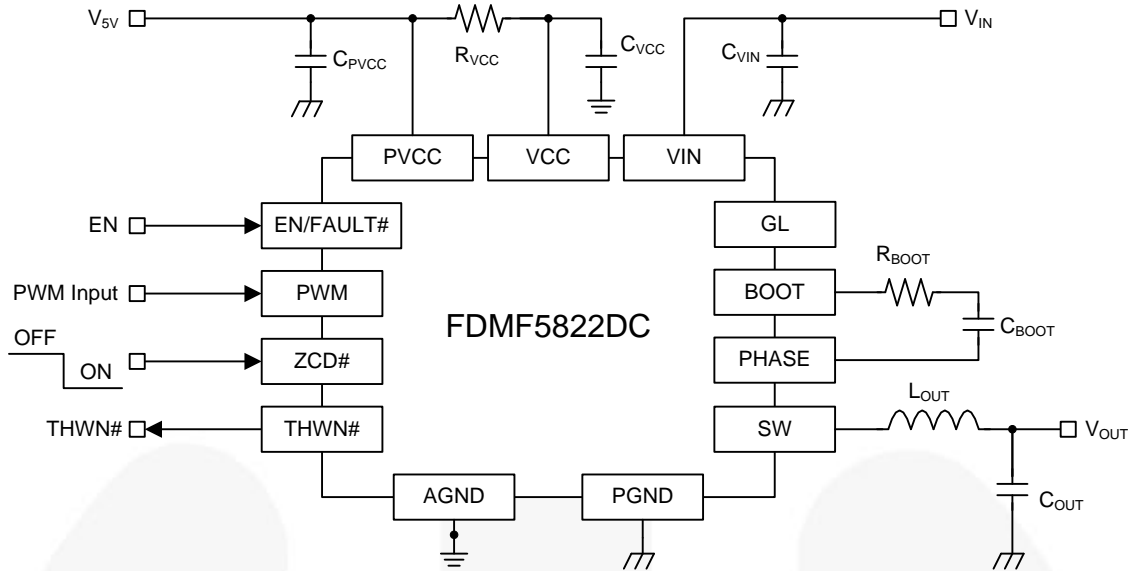 V5V
RVCC
VIN
CPVCC
CVCC
CVIN
PVCC
VCC
VIN
EN
EN/FAULT#
GL
RBOOT
PWM Input
PWM
BOOT
FDMF5822DC
CBOOT
OFF
ON
ZCD#
PHASE
LOUT
THWN#
THWN#
SW
VOUT
AGND
PGND
COUT